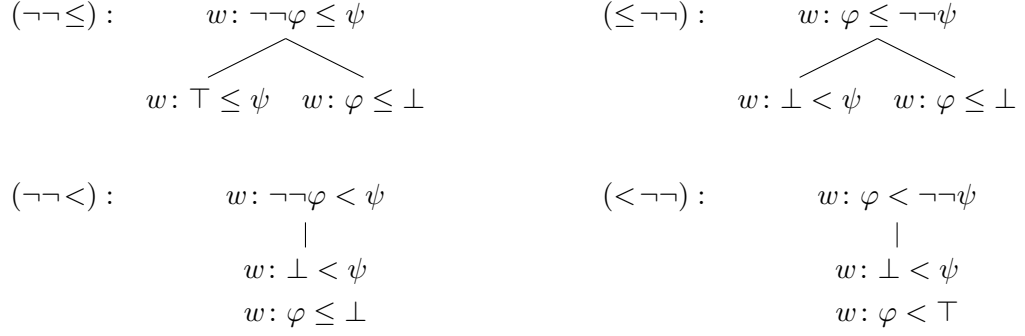 (¬¬≤) : w: ¬¬φ ≤ ψ (≤¬¬) : w: φ ≤ ¬¬ψ
w: ⊤ ≤ ψ w: φ ≤ ⊥ w: ⊥ < ψ w: φ ≤ ⊥
(¬¬<) : w: ¬¬φ < ψ (<¬¬) : w: φ < ¬¬ψ
w: ⊥ < ψ w: ⊥ < ψ
w: φ ≤ ⊥ w: φ < ⊤